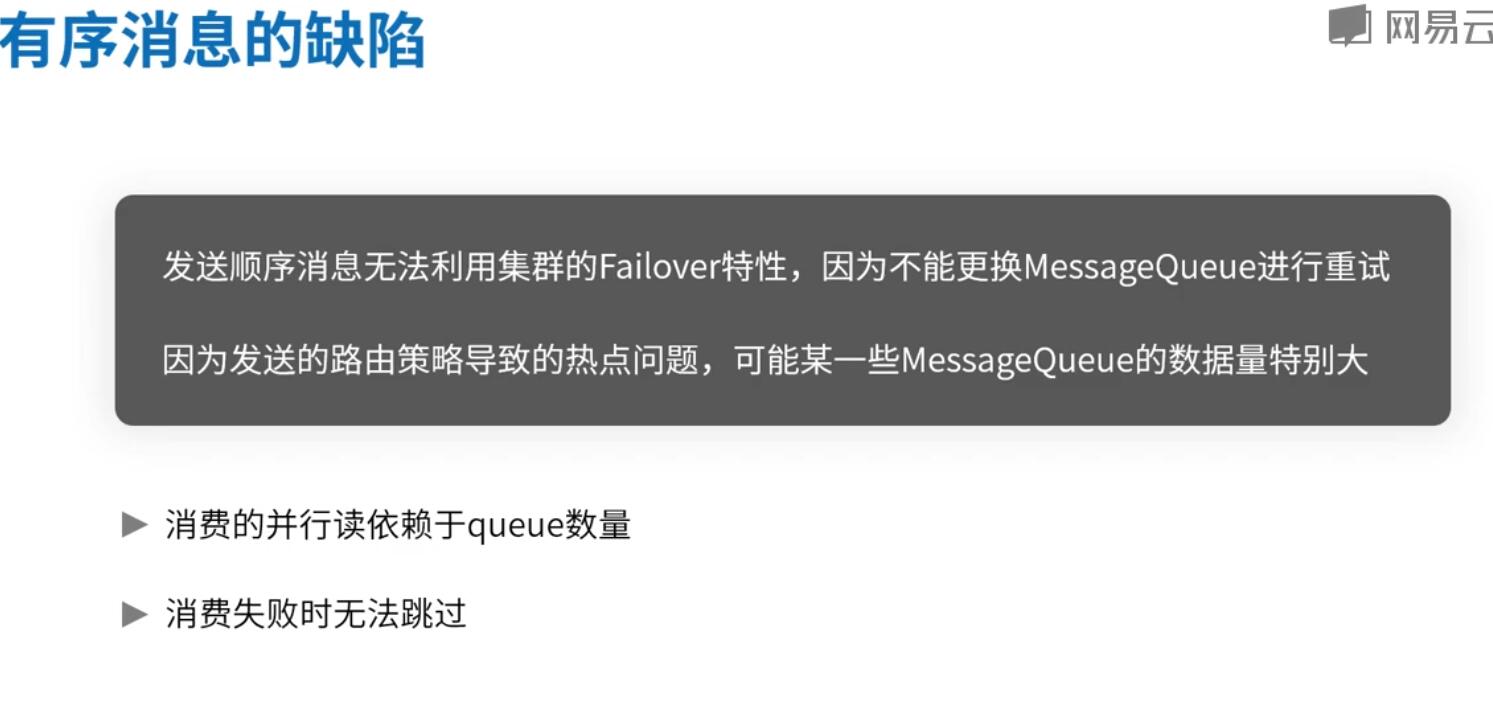 有序消息的缺陷
网易云
发送顺序消息无法利用集群的Failover特性，因为不能更换MessageQueue进行重试
因为发送的路由策略导致的热点问题，可能某一些MessageQueue的数据量特别大
消费的并行读依赖于queue数量
消费失败时无法跳过